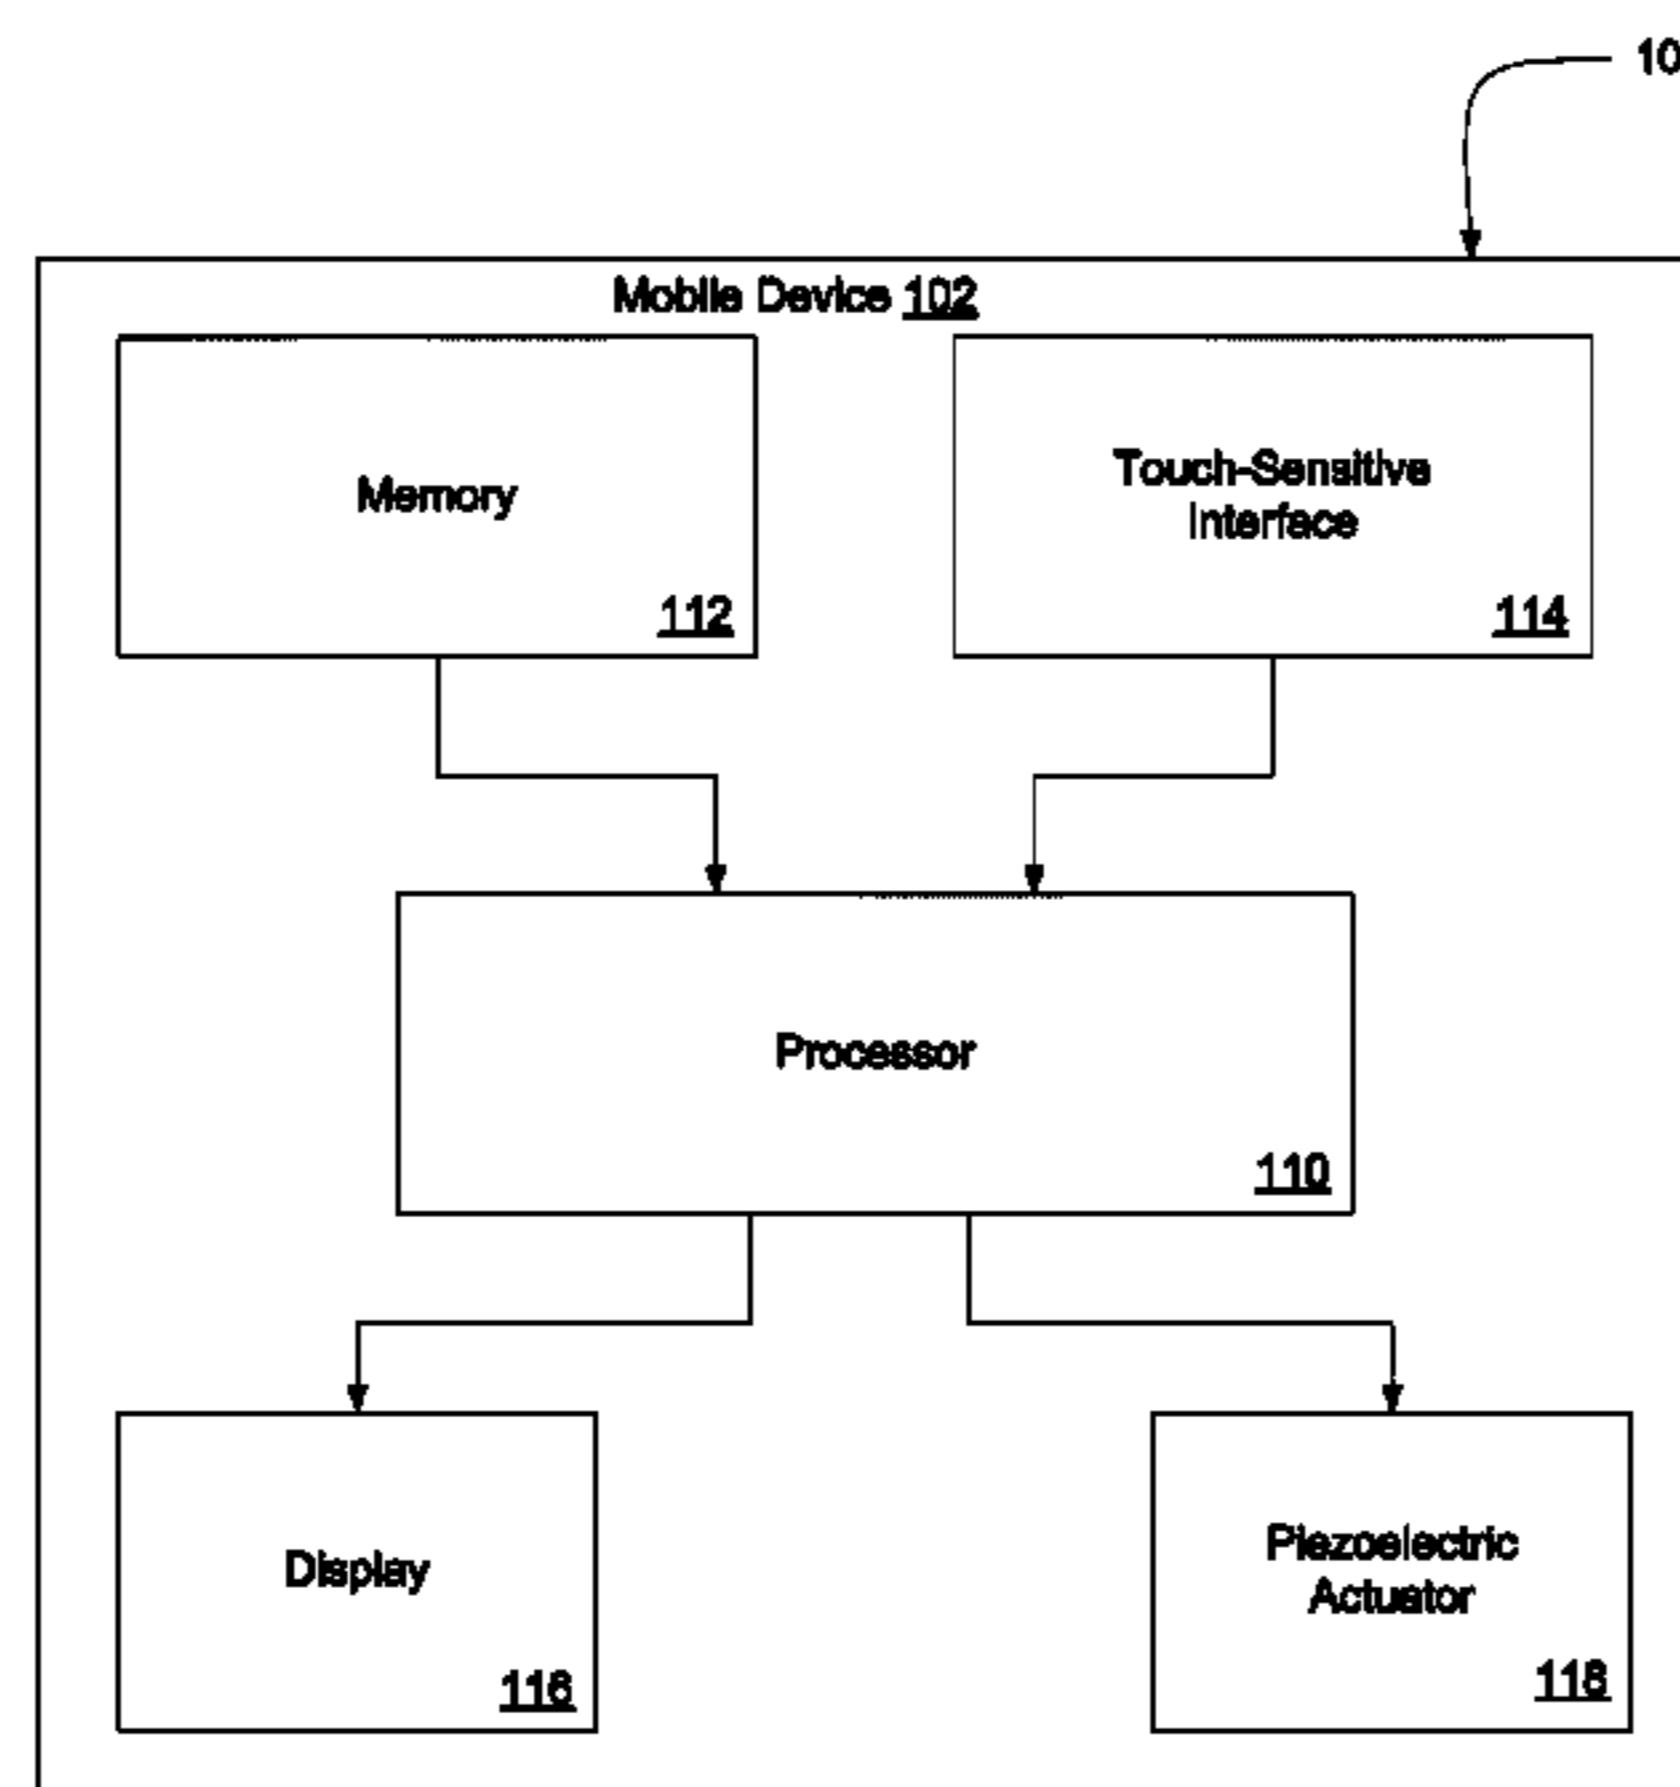 10
Mobile Device 102
Memory
112
Touch-Sensitive
Interface
114
Processor
110
Display
116
Piezoelectric
Actuator
118